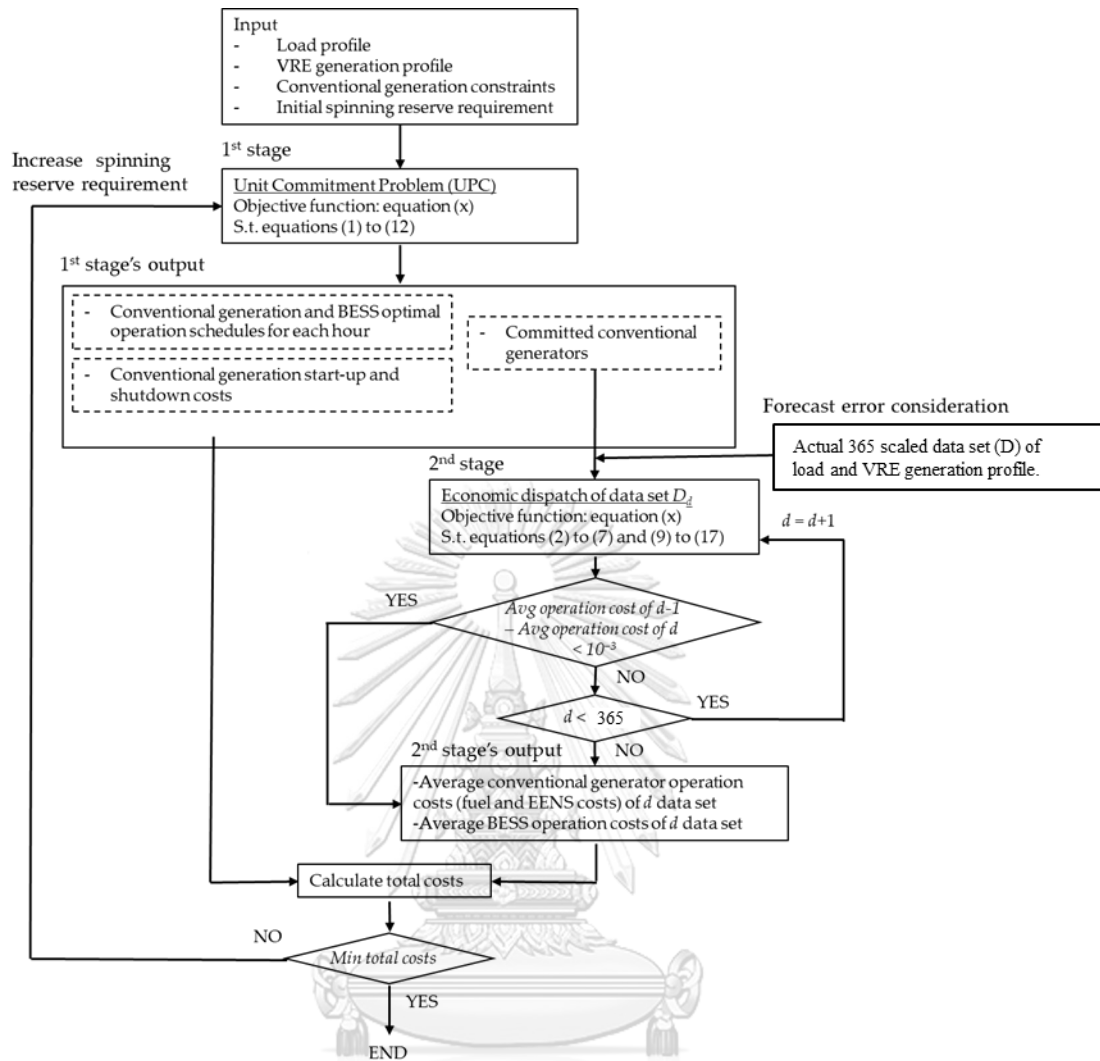 Input
- Load profile
- VRE generation profile
- Conventional generation constraints
- Initial spinning reserve requirement
1st stage
Increase spinning
reserve requirement
Unit Commitment Problem (UPC)
Objective function: equation (x)
S.t. equations (1) to (12)
1st stage's output
- Conventional generation and BESS optimal
operation schedules for each hour
- Conventional generation start-up and
shutdown costs
- Committed conventional
generators
Forecast error consideration
Actual 365 scaled data set (D) of
load and VRE generation profile.
2nd stage
Economic dispatch of data set Dd
Objective function: equation (x)
S.t. equations (2) to (7) and (9) to (17)
d = d+1
YES
Avg operation cost of d-1
– Avg operation cost of d
< 10⁻³
NO
YES
d < 365
NO
2nd stage's output
-Average conventional generator operation
costs (fuel and EENS costs) of d data set
-Average BESS operation costs of d data set
Calculate total costs
NO
Min total costs
YES
END